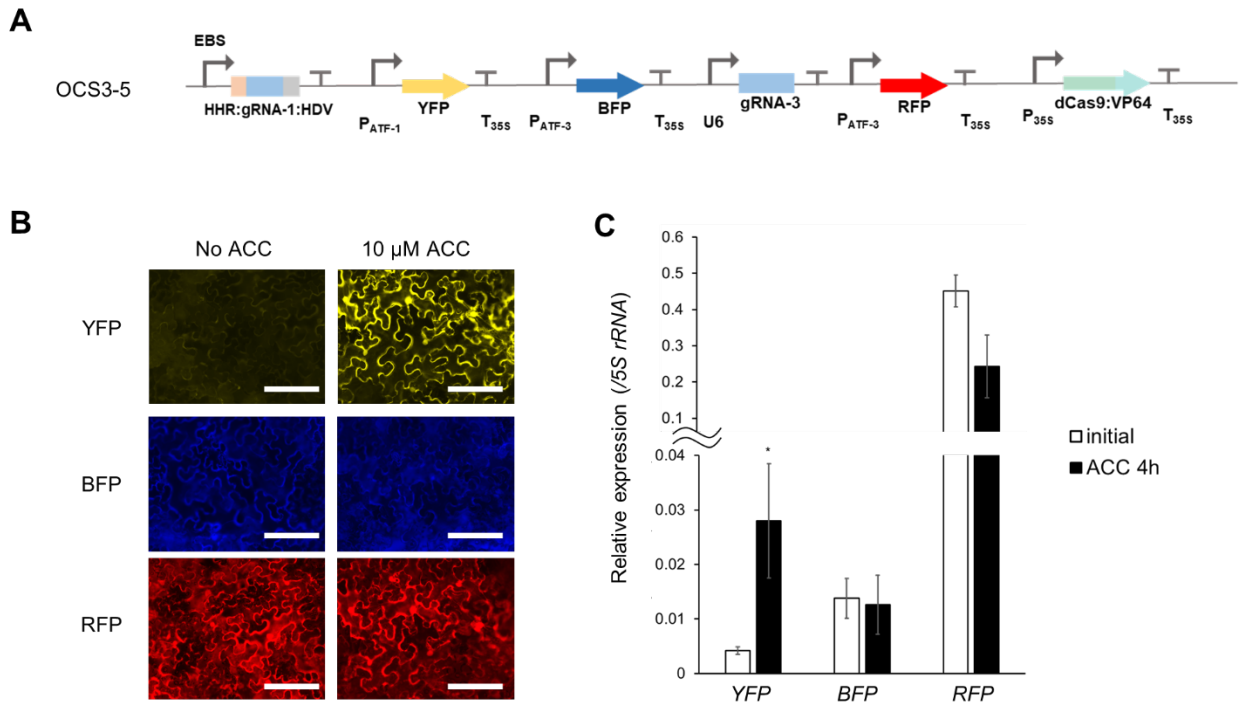 A
EBS
OCS3-5
HHR:gRNA-1:HDV
YFP
BFP
gRNA-3
RFP
dCas9:VP64
PATF-1
T35S
PATF-3
T35S
U6
PATF-3
T35S
P35S
T35S
B
No ACC
10 µM ACC
YFP
BFP
RFP
C
Relative expression (/5S rRNA)
0.6
0.5
0.4
0.3
0.2
0.1
0.04
0.03
0.02
0.01
0
*
YFP
BFP
RFP
initial
ACC 4h